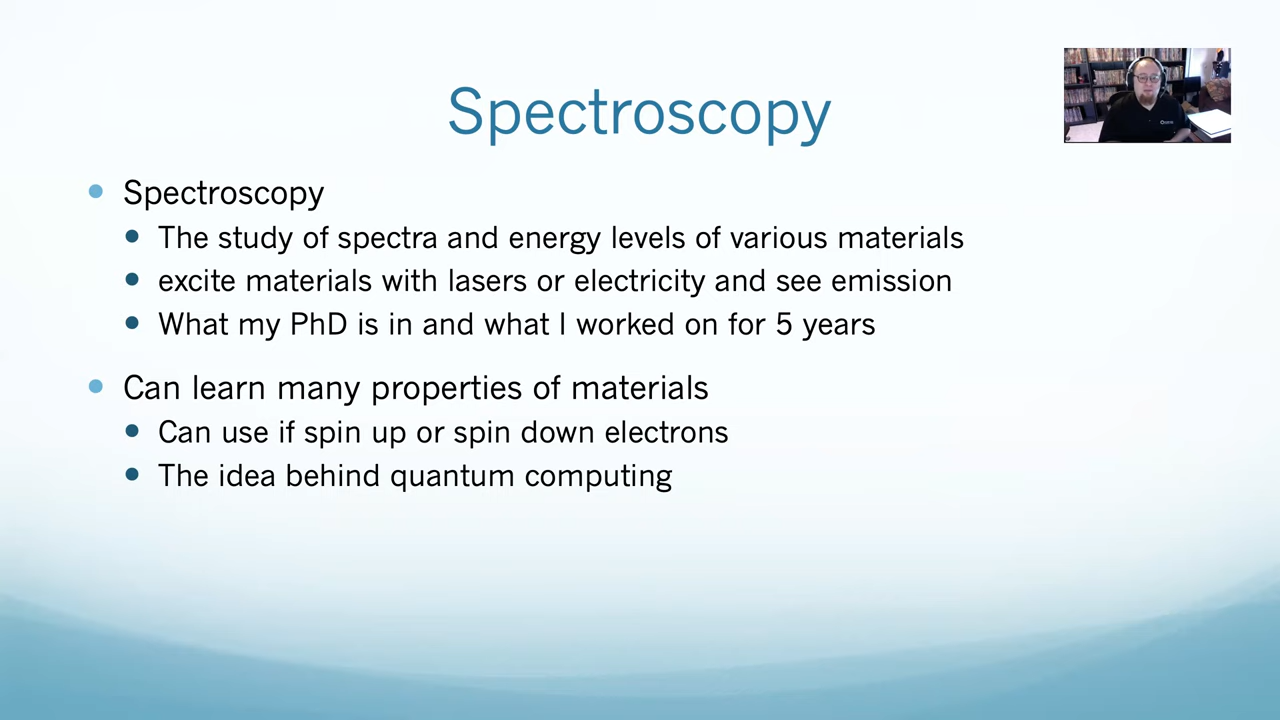 Spectroscopy
Spectroscopy
The study of spectra and energy levels of various materials
excite materials with lasers or electricity and see emission
What my PhD is in and what I worked on for 5 years
Can learn many properties of materials
Can use if spin up or spin down electrons
The idea behind quantum computing